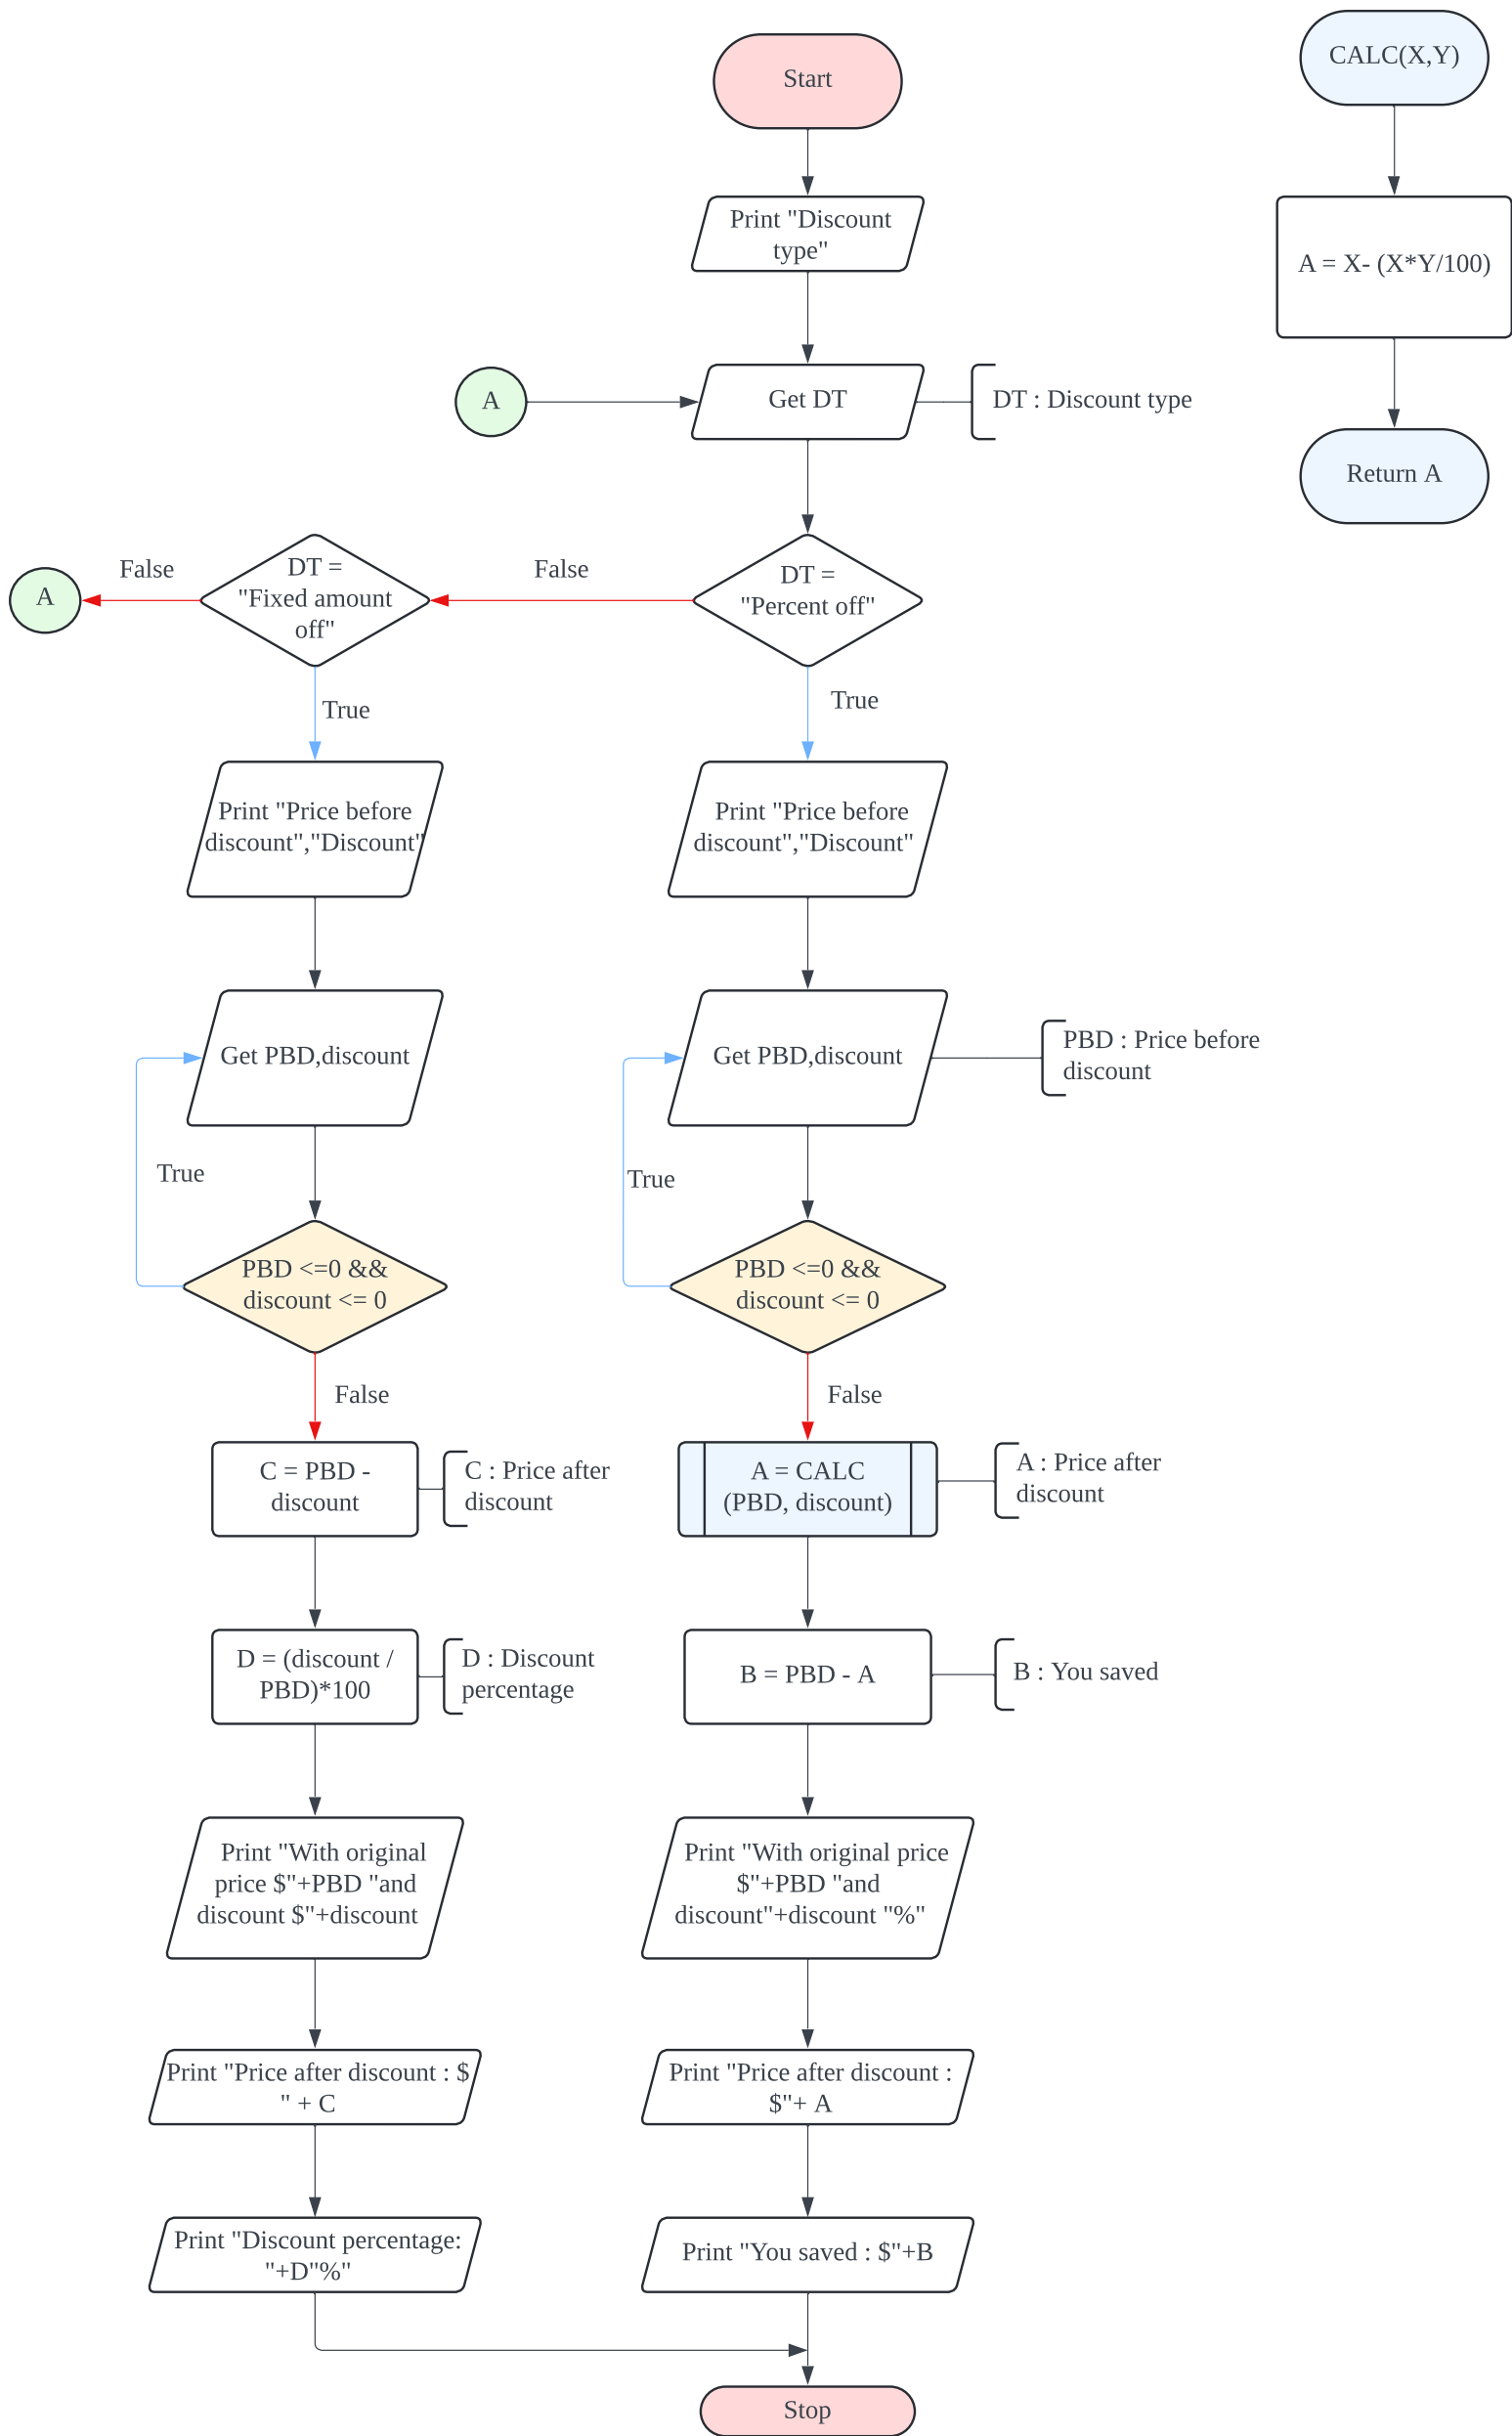 Start
CALC(X,Y)
Print "Discount
type"
A = X- (X*Y/100)
A
Get DT
DT : Discount type
Return A
A
False
DT =
"Fixed amount
off"
False
DT =
"Percent off"
True
True
Print "Price before
discount","Discount"
Print "Price before
discount","Discount"
Get PBD,discount
Get PBD,discount
PBD : Price before
discount
True
True
PBD <=0 &&
discount <= 0
PBD <=0 &&
discount <= 0
False
False
C = PBD -
discount
C : Price after
discount
A = CALC
(PBD, discount)
A : Price after
discount
D = (discount /
PBD)*100
D : Discount
percentage
B = PBD - A
B : You saved
Print "With original
price $"+PBD "and
discount $"+discount
Print "With original price
$"+PBD "and
discount"+discount "%"
Print "Price after discount : $
" + C
Print "Price after discount :
$"+ A
Print "Discount percentage:
"+D"%"
Print "You saved : $"+B
Stop